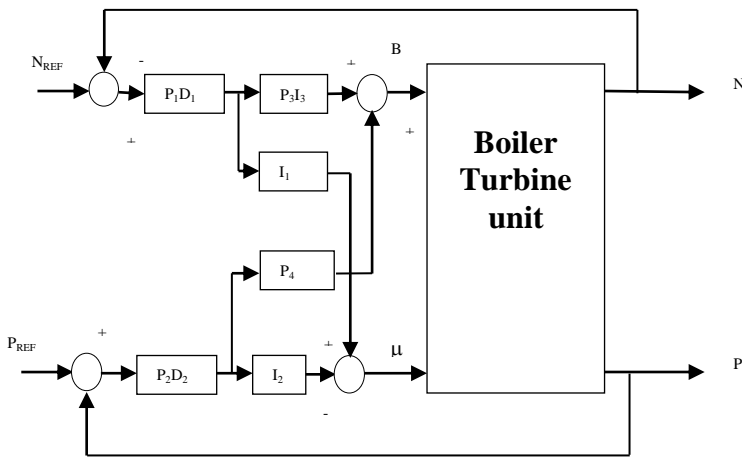 B
N_REF
-
+
N
P₁D₁
P₃I₃
+
+
Boiler
Turbine
unit
I₁
P₄
P_REF
+
+
μ
P
P₂D₂
I₂
-